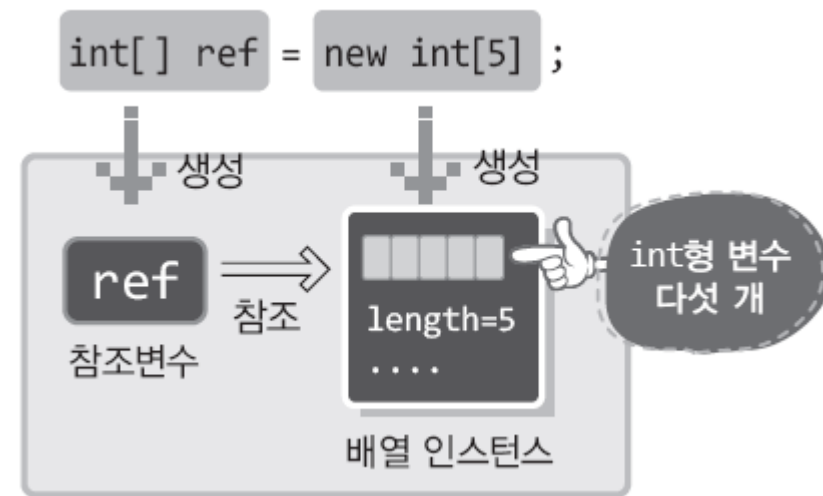 int[] ref = new int[5] ;
생성 생성
ref
참조
참조변수
length=5
....
배열 인스턴스
int형 변수
다섯 개